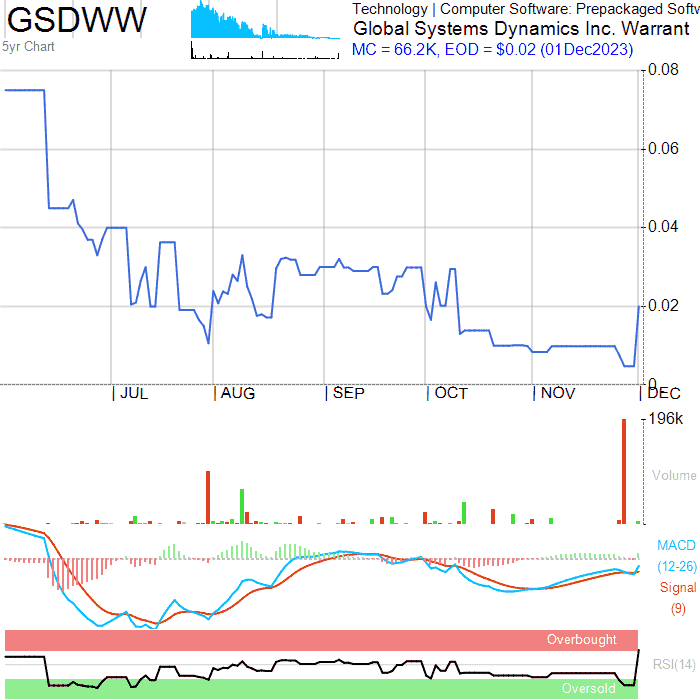 GSDWW
5yr Chart
Technology | Computer Software: Prepackaged Softw
Global Systems Dynamics Inc. Warrant
MC = 66.2K, EOD = $0.02 (01Dec2023)
0.08
0.06
0.04
0.02
0
JUL AUG SEP OCT NOV DEC
196k
Volume
MACD
(12-26)
Signal
(9)
Overbought
RSI(14)
Oversold